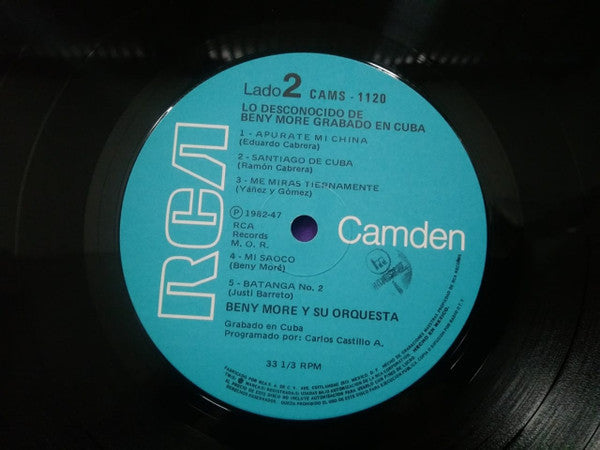 Lado 2 CAMS - 1120
LO DESCONOCIDO DE
BENY MORE GRABADO EN CUBA
1 - APURATE MI CHINA
(Eduardo Cabrera)
2 - SANTIAGO DE CUBA
(Ramón Cabrera)
3 - ME MIRAS TIERNAMENTE
(Yáñez y Gómez)
RCA
Ⓟ 1982-47
RCA
Records
M. O. R.
Camden
4 - MI SAOCO
(Beny Moré)
5 - BATANGA No. 2
(Justi Barreto)
BENY MORE Y SU ORQUESTA
Grabado en Cuba
Programado por: Carlos Castillo A.
33 1/3 RPM